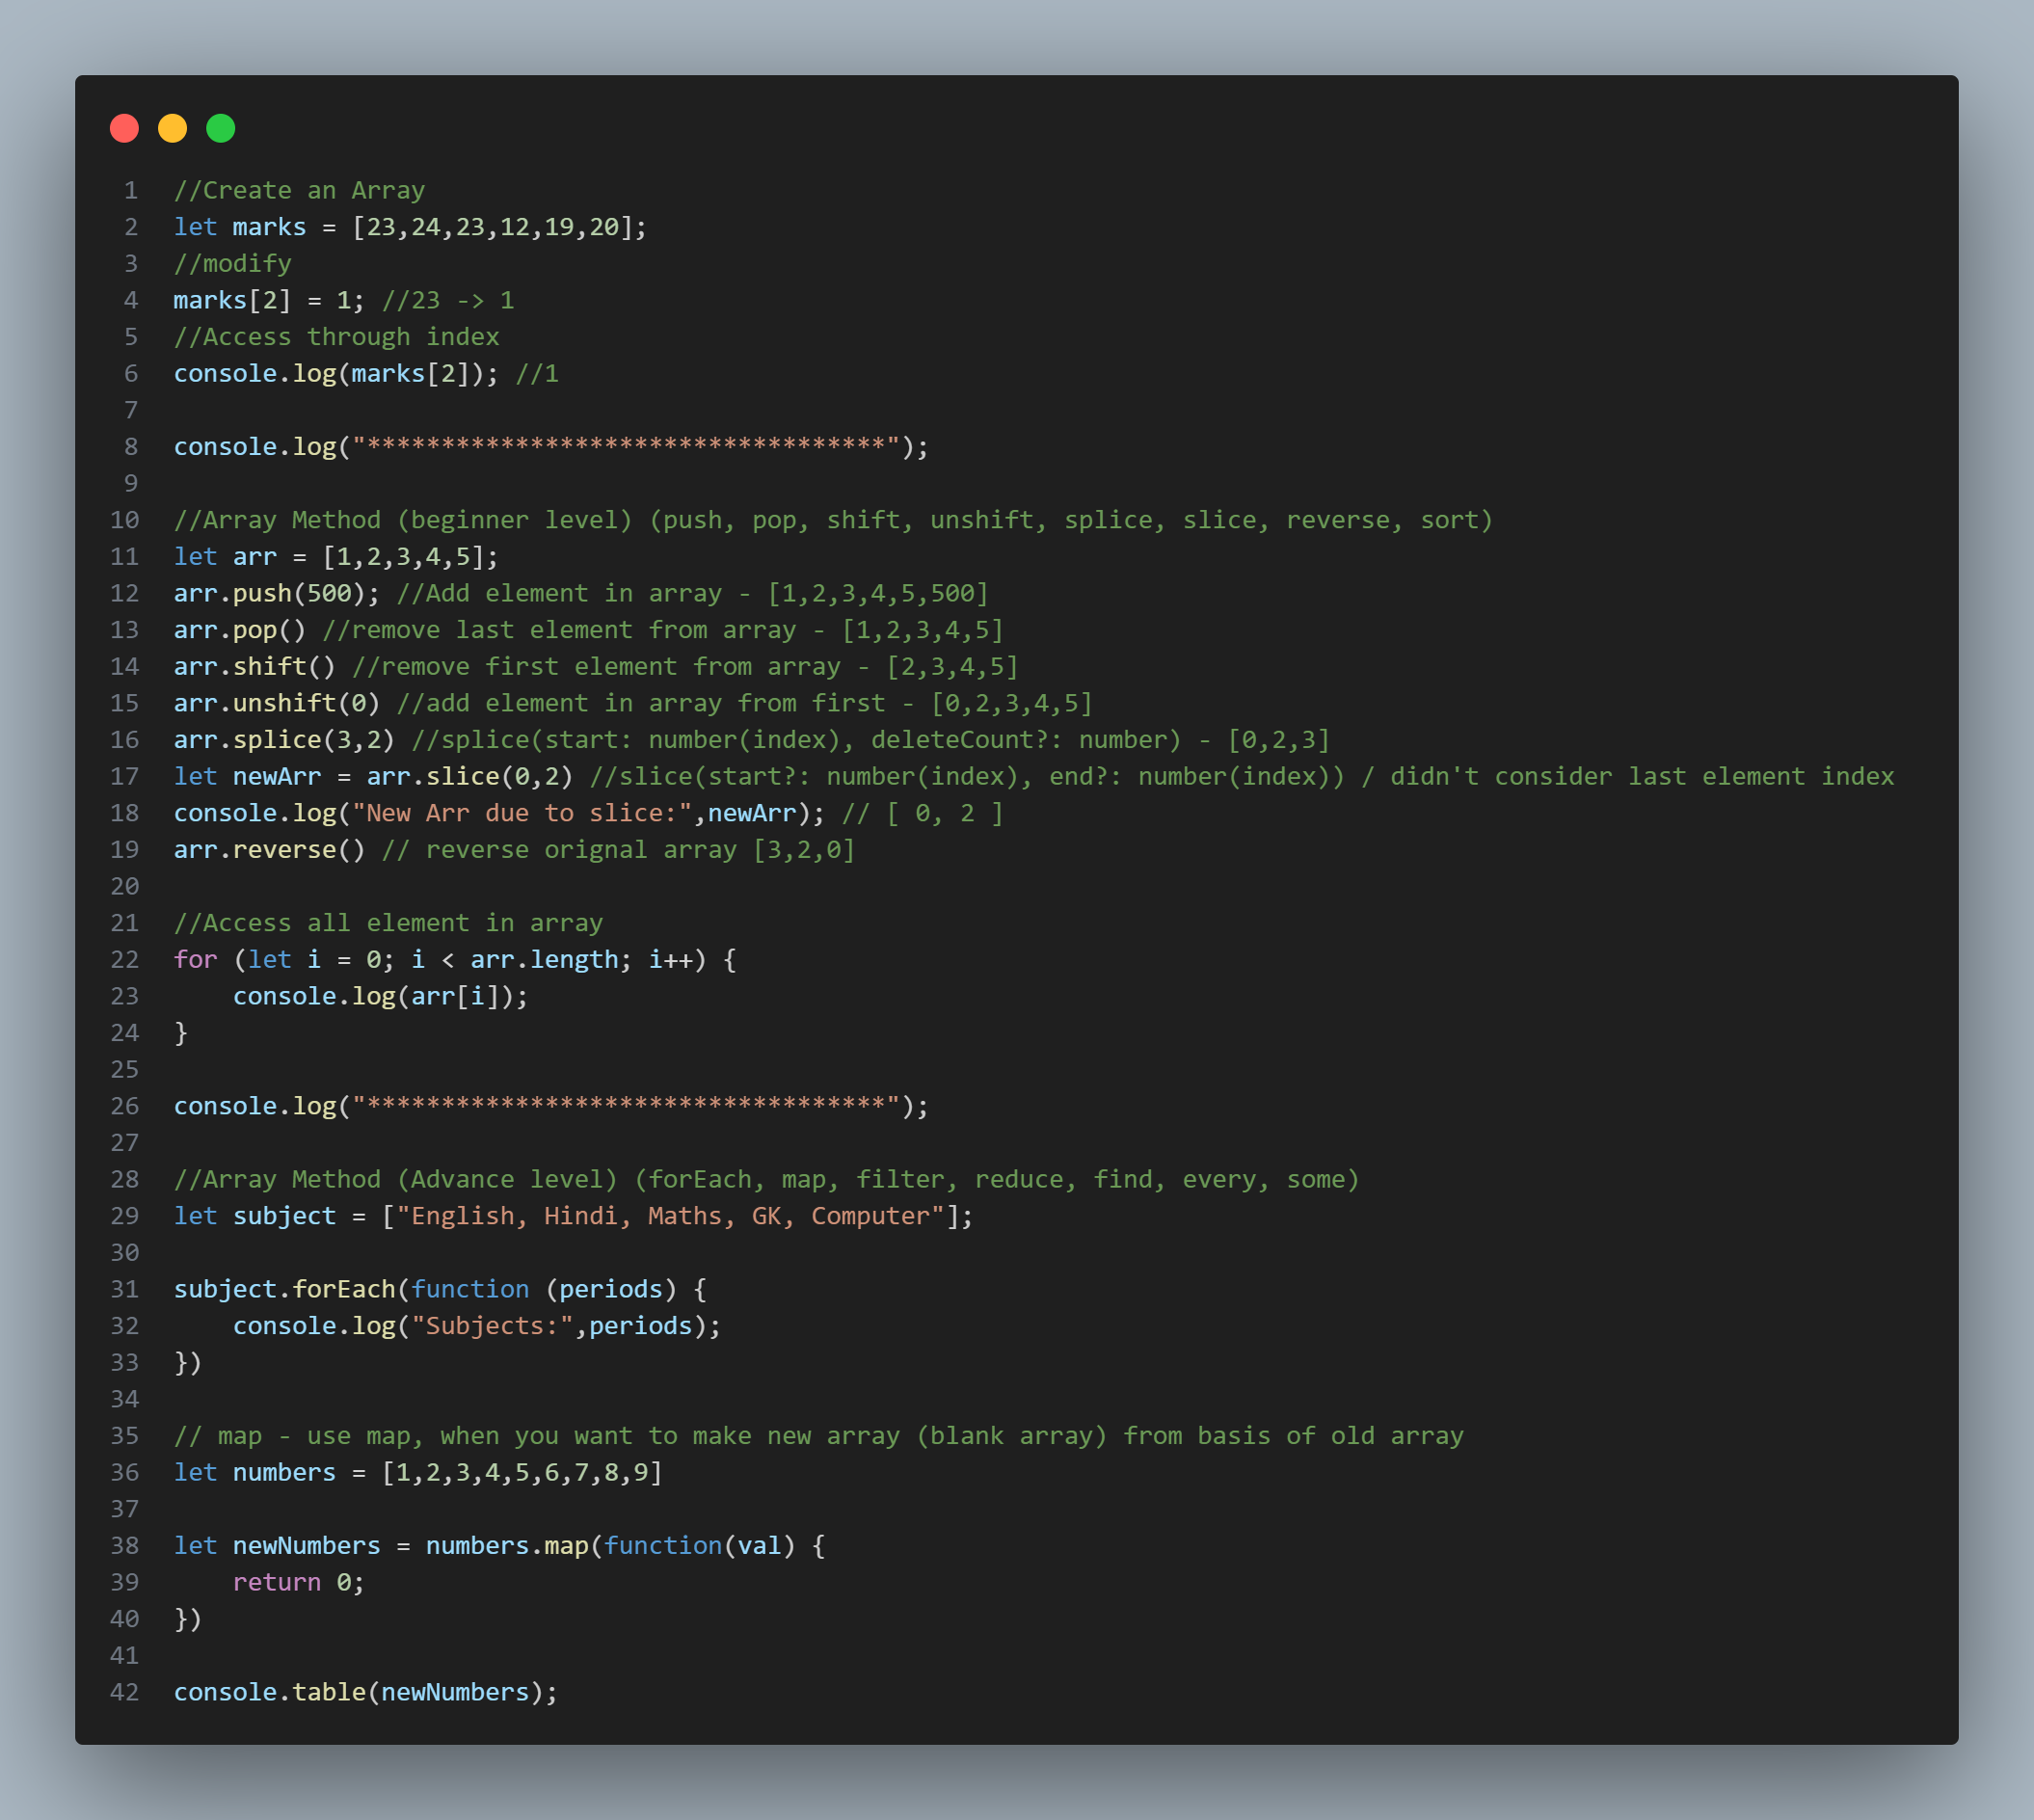 1 //Create an Array
2 let marks = [23,24,23,12,19,20];
3 //modify
4 marks[2] = 1; //23 -> 1
5 //Access through index
6 console.log(marks[2]); //1
7
8 console.log("***********************************");
9
10 //Array Method (beginner level) (push, pop, shift, unshift, splice, slice, reverse, sort)
11 let arr = [1,2,3,4,5];
12 arr.push(500); //Add element in array - [1,2,3,4,5,500]
13 arr.pop() //remove last element from array - [1,2,3,4,5]
14 arr.shift() //remove first element from array - [2,3,4,5]
15 arr.unshift(0) //add element in array from first - [0,2,3,4,5]
16 arr.splice(3,2) //splice(start: number(index), deleteCount?: number) - [0,2,3]
17 let newArr = arr.slice(0,2) //slice(start?: number(index), end?: number(index)) / didn't consider last element index
18 console.log("New Arr due to slice:",newArr); // [ 0, 2 ]
19 arr.reverse() // reverse orignal array [3,2,0]
20
21 //Access all element in array
22 for (let i = 0; i < arr.length; i++) {
23     console.log(arr[i]);
24 }
25
26 console.log("***********************************");
27
28 //Array Method (Advance level) (forEach, map, filter, reduce, find, every, some)
29 let subject = ["English, Hindi, Maths, GK, Computer"];
30
31 subject.forEach(function (periods) {
32     console.log("Subjects:",periods);
33 })
34
35 // map - use map, when you want to make new array (blank array) from basis of old array
36 let numbers = [1,2,3,4,5,6,7,8,9]
37
38 let newNumbers = numbers.map(function(val) {
39     return 0;
40 })
41
42 console.table(newNumbers);